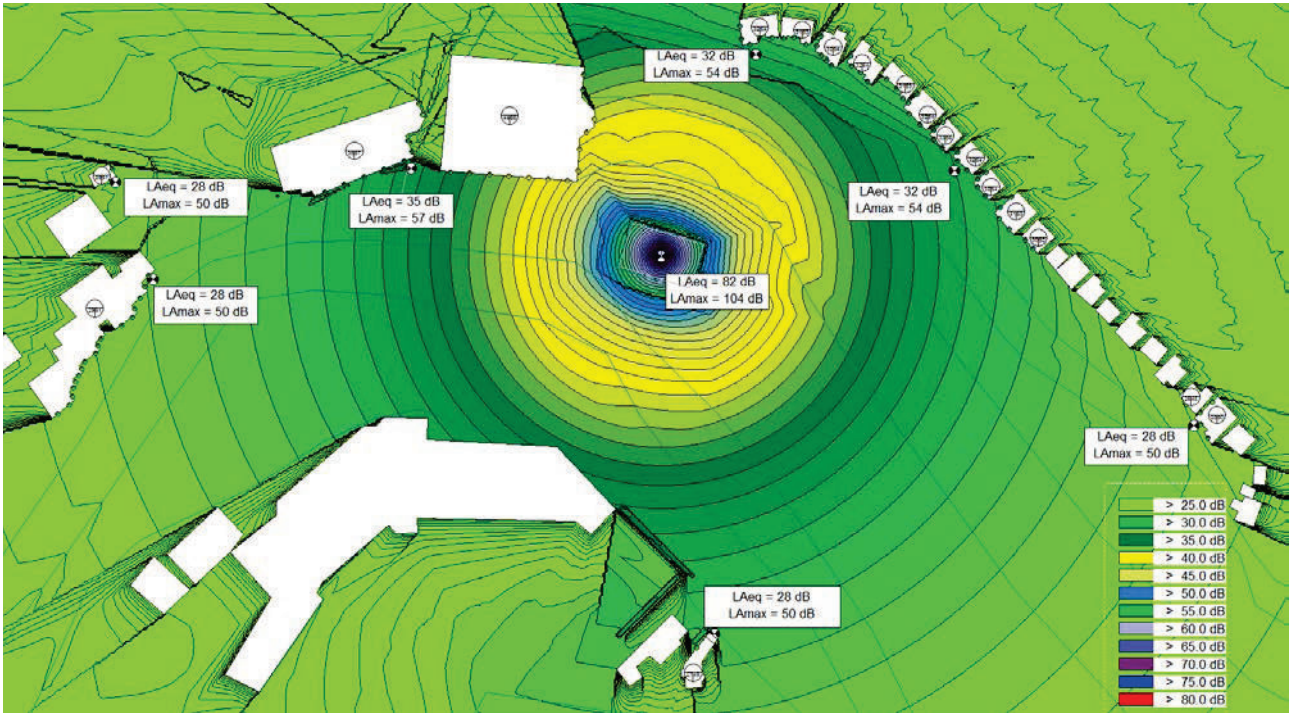 LAeq = 32 dB
LAmax = 54 dB
LAeq = 28 dB
LAmax = 50 dB
LAeq = 35 dB
LAmax = 57 dB
LAeq = 32 dB
LAmax = 54 dB
LAeq = 82 dB
LAmax = 104 dB
LAeq = 28 dB
LAmax = 50 dB
LAeq = 28 dB
LAmax = 50 dB
LAeq = 28 dB
LAmax = 50 dB
> 25.0 dB
> 30.0 dB
> 35.0 dB
> 40.0 dB
> 45.0 dB
> 50.0 dB
> 55.0 dB
> 60.0 dB
> 65.0 dB
> 70.0 dB
> 75.0 dB
> 80.0 dB